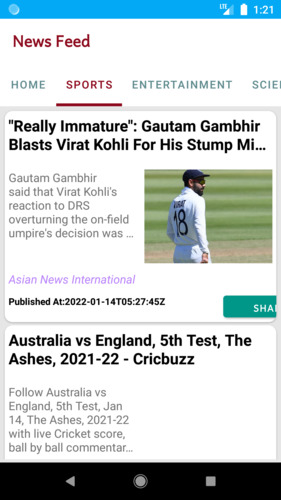 LTE 1:21
News Feed
HOME SPORTS ENTERTAINMENT SCIE
"Really Immature": Gautam Gambhir
Blasts Virat Kohli For His Stump Mi...
Gautam Gambhir
said that Virat Kohli's
reaction to DRS
overturning the on-field
umpire's decision was ...
VIRAT
18
Asian News International
Published At:2022-01-14T05:27:45Z
SHAR
Australia vs England, 5th Test, The
Ashes, 2021-22 - Cricbuzz
Follow Australia vs
England, 5th Test, Jan
14, The Ashes, 2021-22
with live Cricket score,
ball by ball commentar...